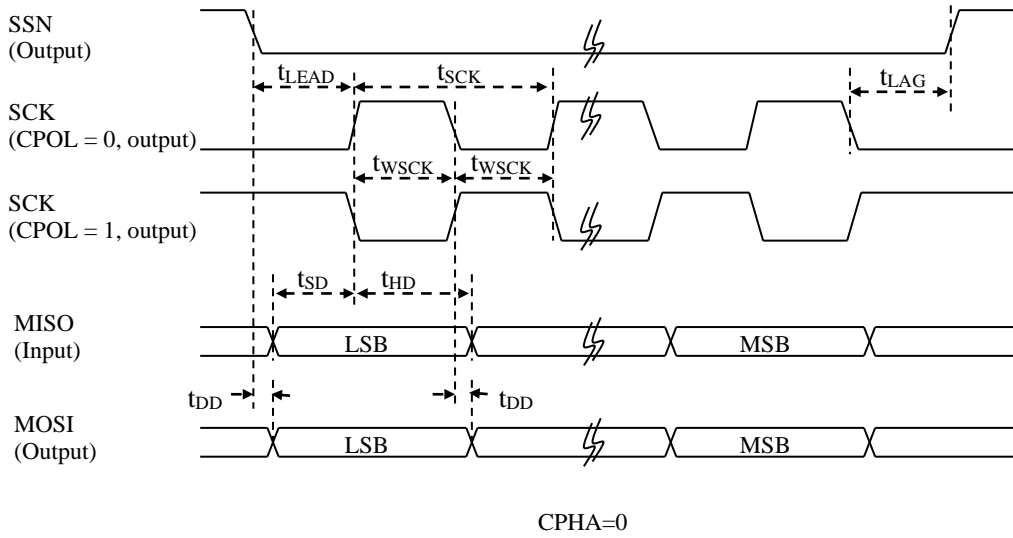 SSN
(Output)
tLEAD
tSCK
tLAG
SCK
(CPOL = 0, output)
tWSCK
tWSCK
SCK
(CPOL = 1, output)
tSD
tHD
MISO
(Input)
LSB
MSB
tDD
tDD
MOSI
(Output)
LSB
MSB
CPHA=0